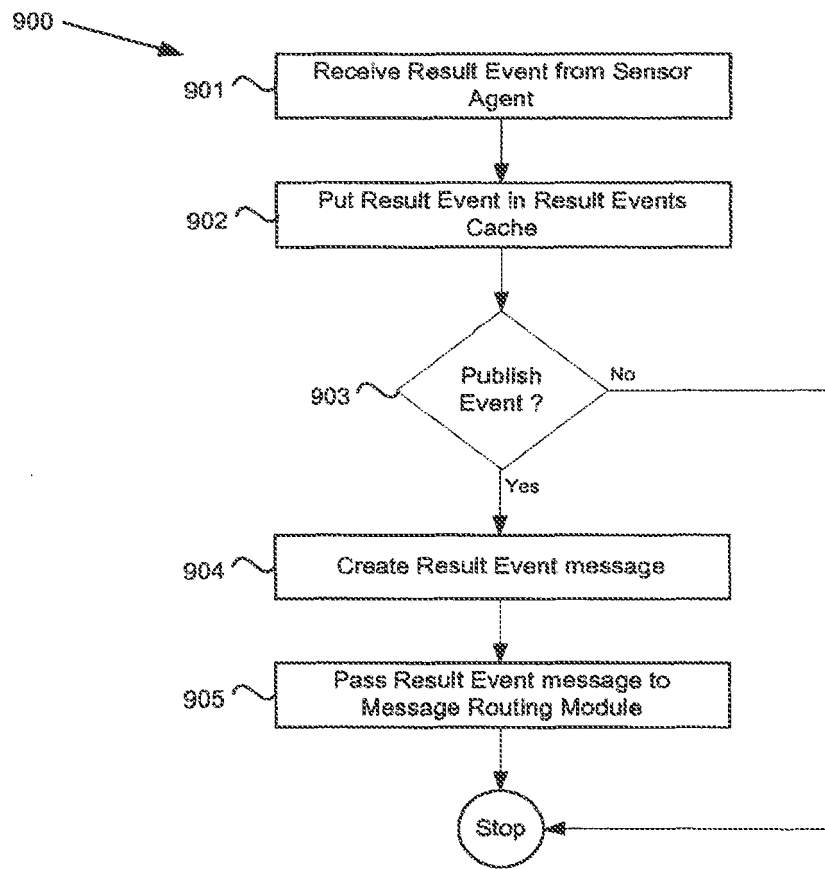 900
901
Receive Result Event from Sensor
Agent
902
Put Result Event in Result Events
Cache
903
Publish
Event ?
No
Yes
904
Create Result Event message
905
Pass Result Event message to
Message Routing Module
Stop